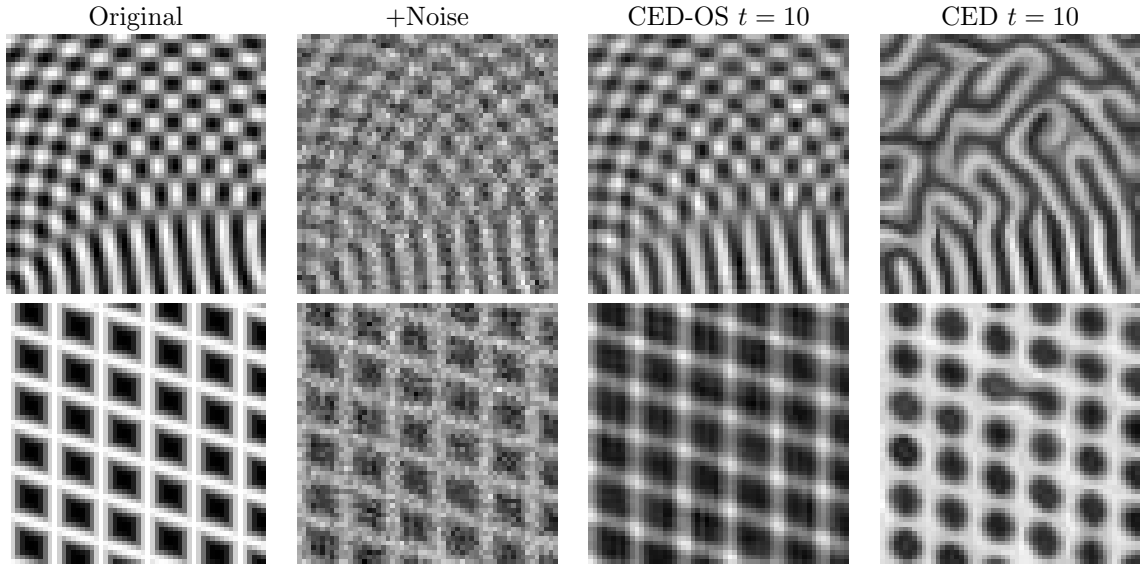 Original +Noise CED-OS t = 10 CED t = 10